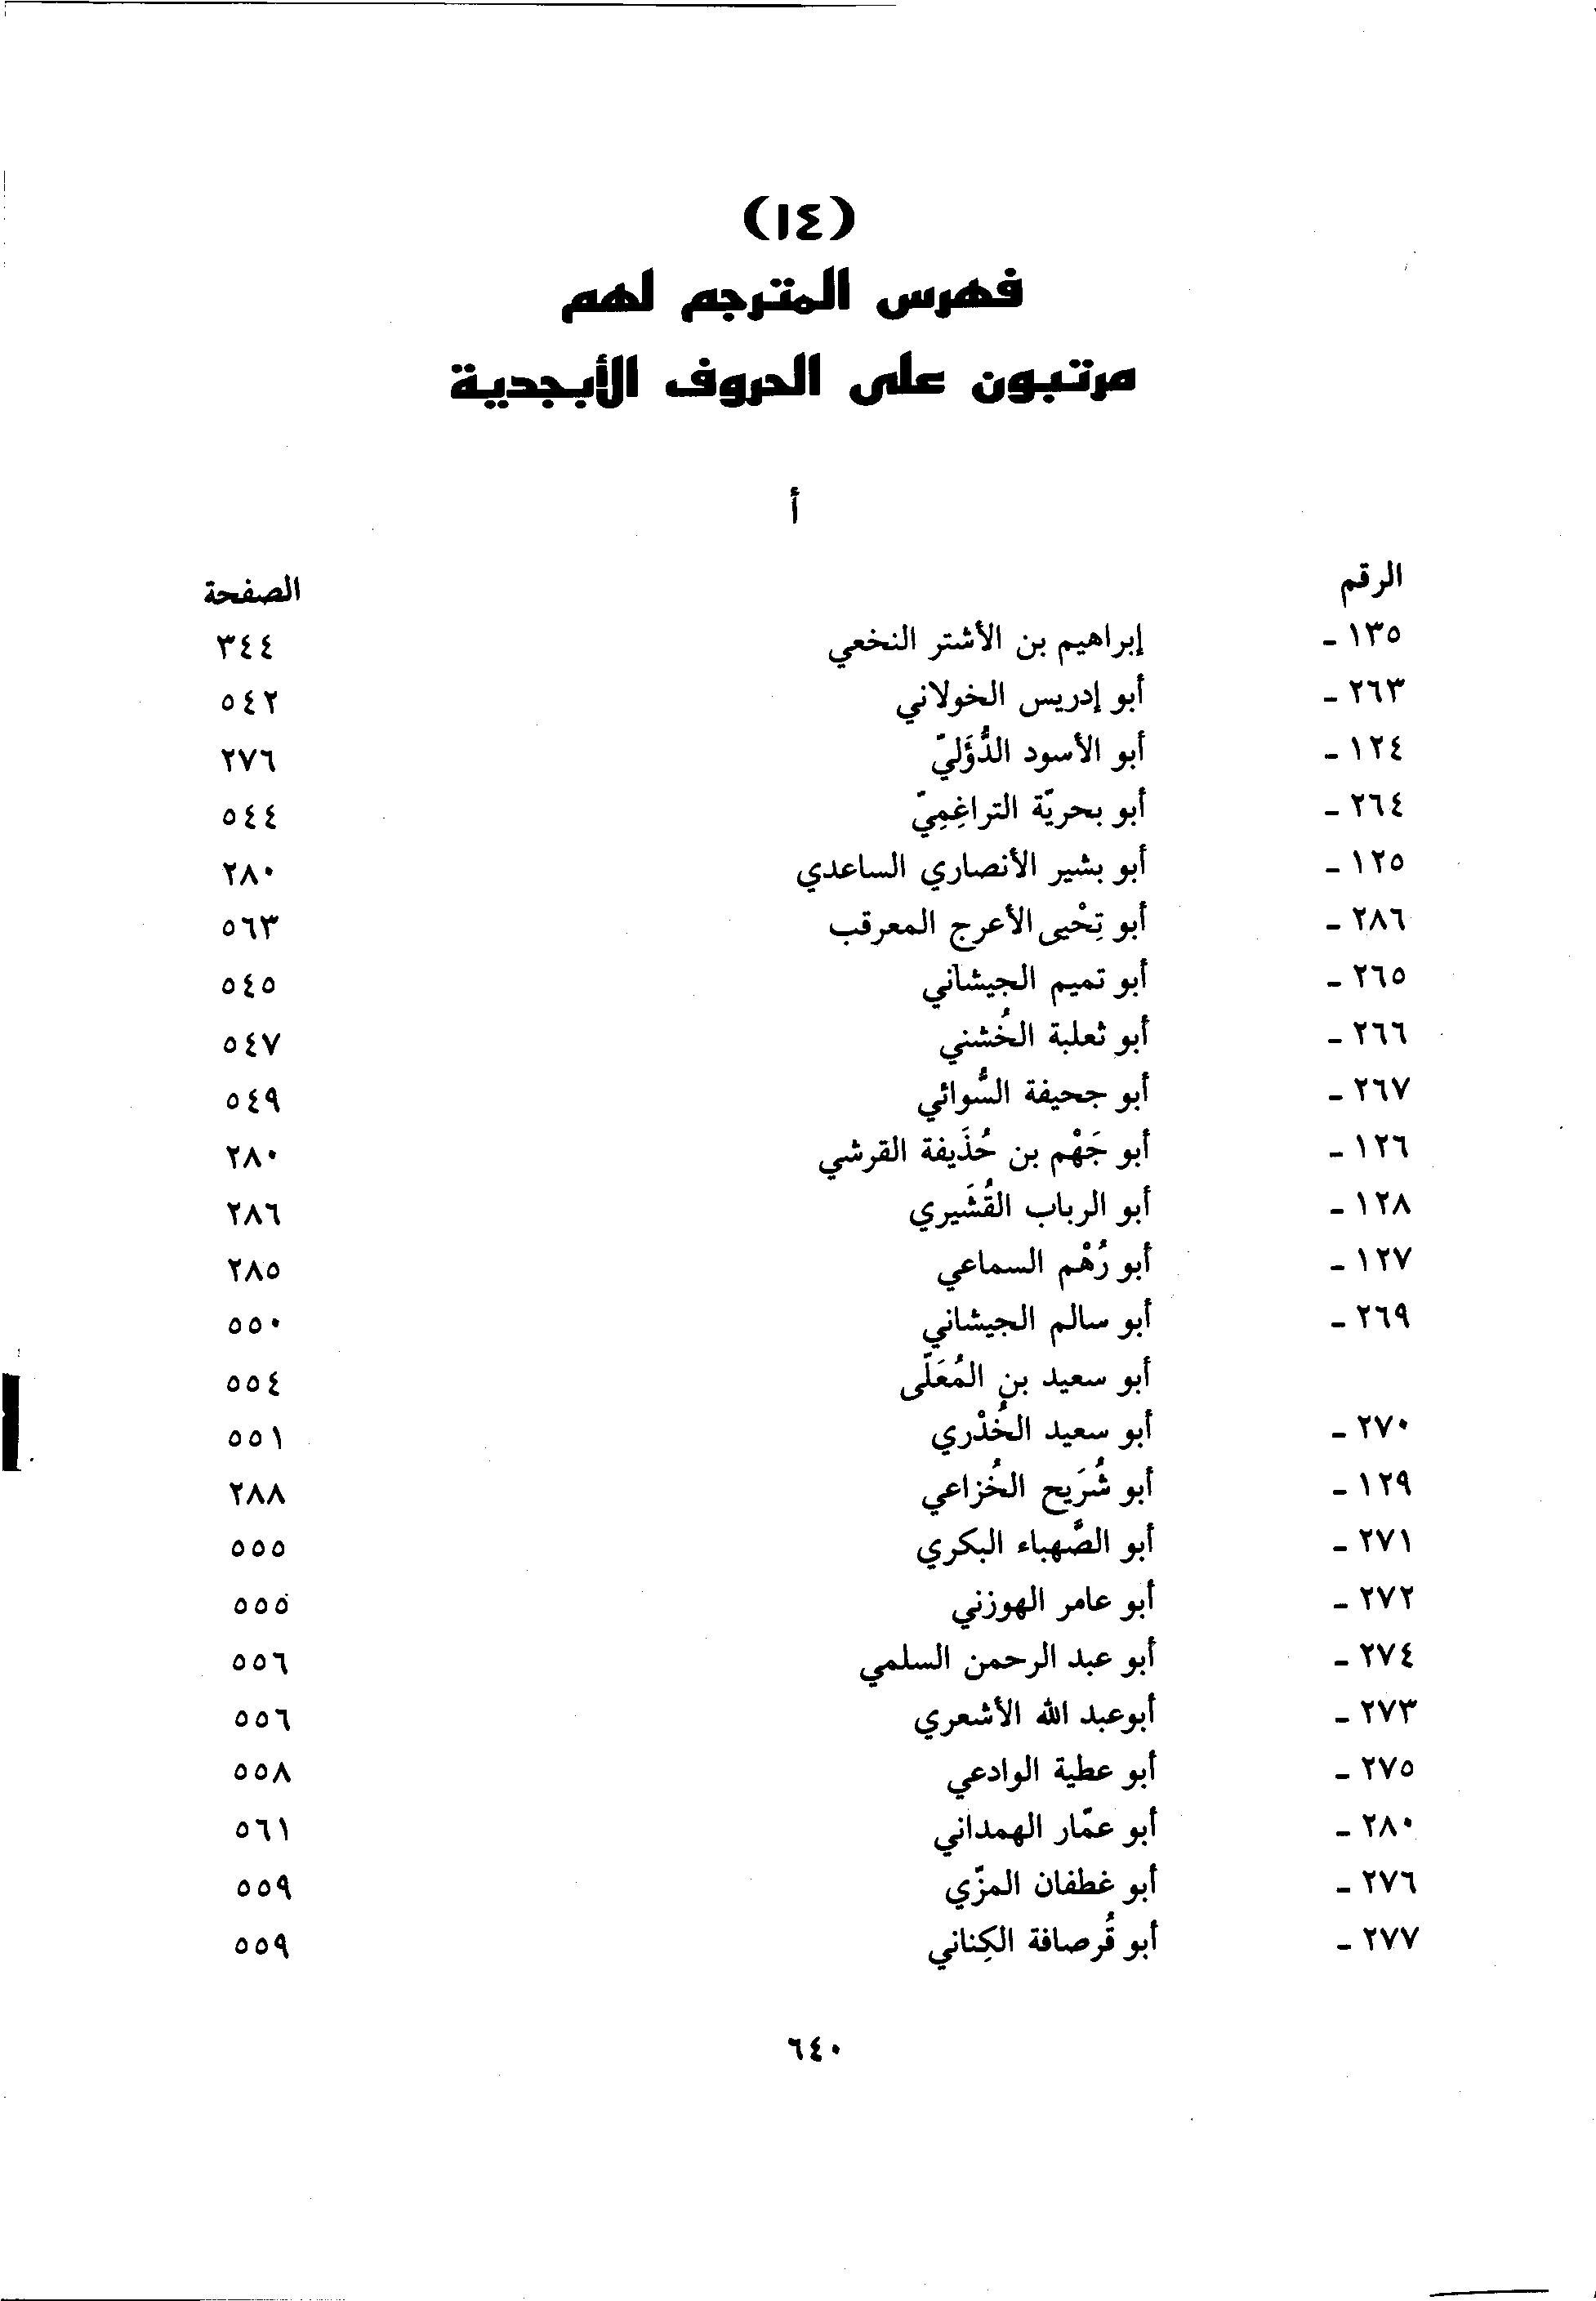 (١٤)
فهرس المترجم لهم
مرتبون على الحروف الأبجدية
أ
الرقم الصفحة
١٣٥ - إبراهيم بن الأشتر النخعي ٣٤٤
٢٦٣ - أبو إدريس الخولاني ٥٤٢
١٢٤ - أبو الأسود الدُّؤَليّ ٢٧٦
٢٦٤ - أبو بحريّة التراغِمِيّ ٥٤٤
١٢٥ - أبو بشير الأنصاري الساعدي ٢٨٠
٢٨٦ - أبو تِحْيى الأعرج المعرقب ٥٦٣
٢٦٥ - أبو تميم الجيشاني ٥٤٥
٢٦٦ - أبو ثعلبة الخُشني ٥٤٧
٢٦٧ - أبو جحيفة السُّوائي ٥٤٩
١٢٦ - أبو جَهْم بن حُذَيفة القرشي ٢٨٠
١٢٨ - أبو الرباب القُشَيري ٢٨٦
١٢٧ - أبو رُهْم السماعي ٢٨٥
٢٦٩ - أبو سالم الجيشاني ٥٥٠
أبو سعيد بن المُعَلّى ٥٥٤
٢٧٠ - أبو سعيد الخُدْري ٥٥١
١٢٩ - أبو شُرَيح الخُزاعي ٢٨٨
٢٧١ - أبو الصَّهباء البكري ٥٥٥
٢٧٢ - أبو عامر الهوزني ٥٥٥
٢٧٤ - أبو عبد الرحمن السلمي ٥٥٦
٢٧٣ - أبوعبد الله الأشعري ٥٥٦
٢٧٥ - أبو عطية الوادعي ٥٥٨
٢٨٠ - أبو عمّار الهمداني ٥٦١
٢٧٦ - أبو غطفان المزّي ٥٥٩
٢٧٧ - أبو قُرصافة الكِناني ٥٥٩
٦٤٠